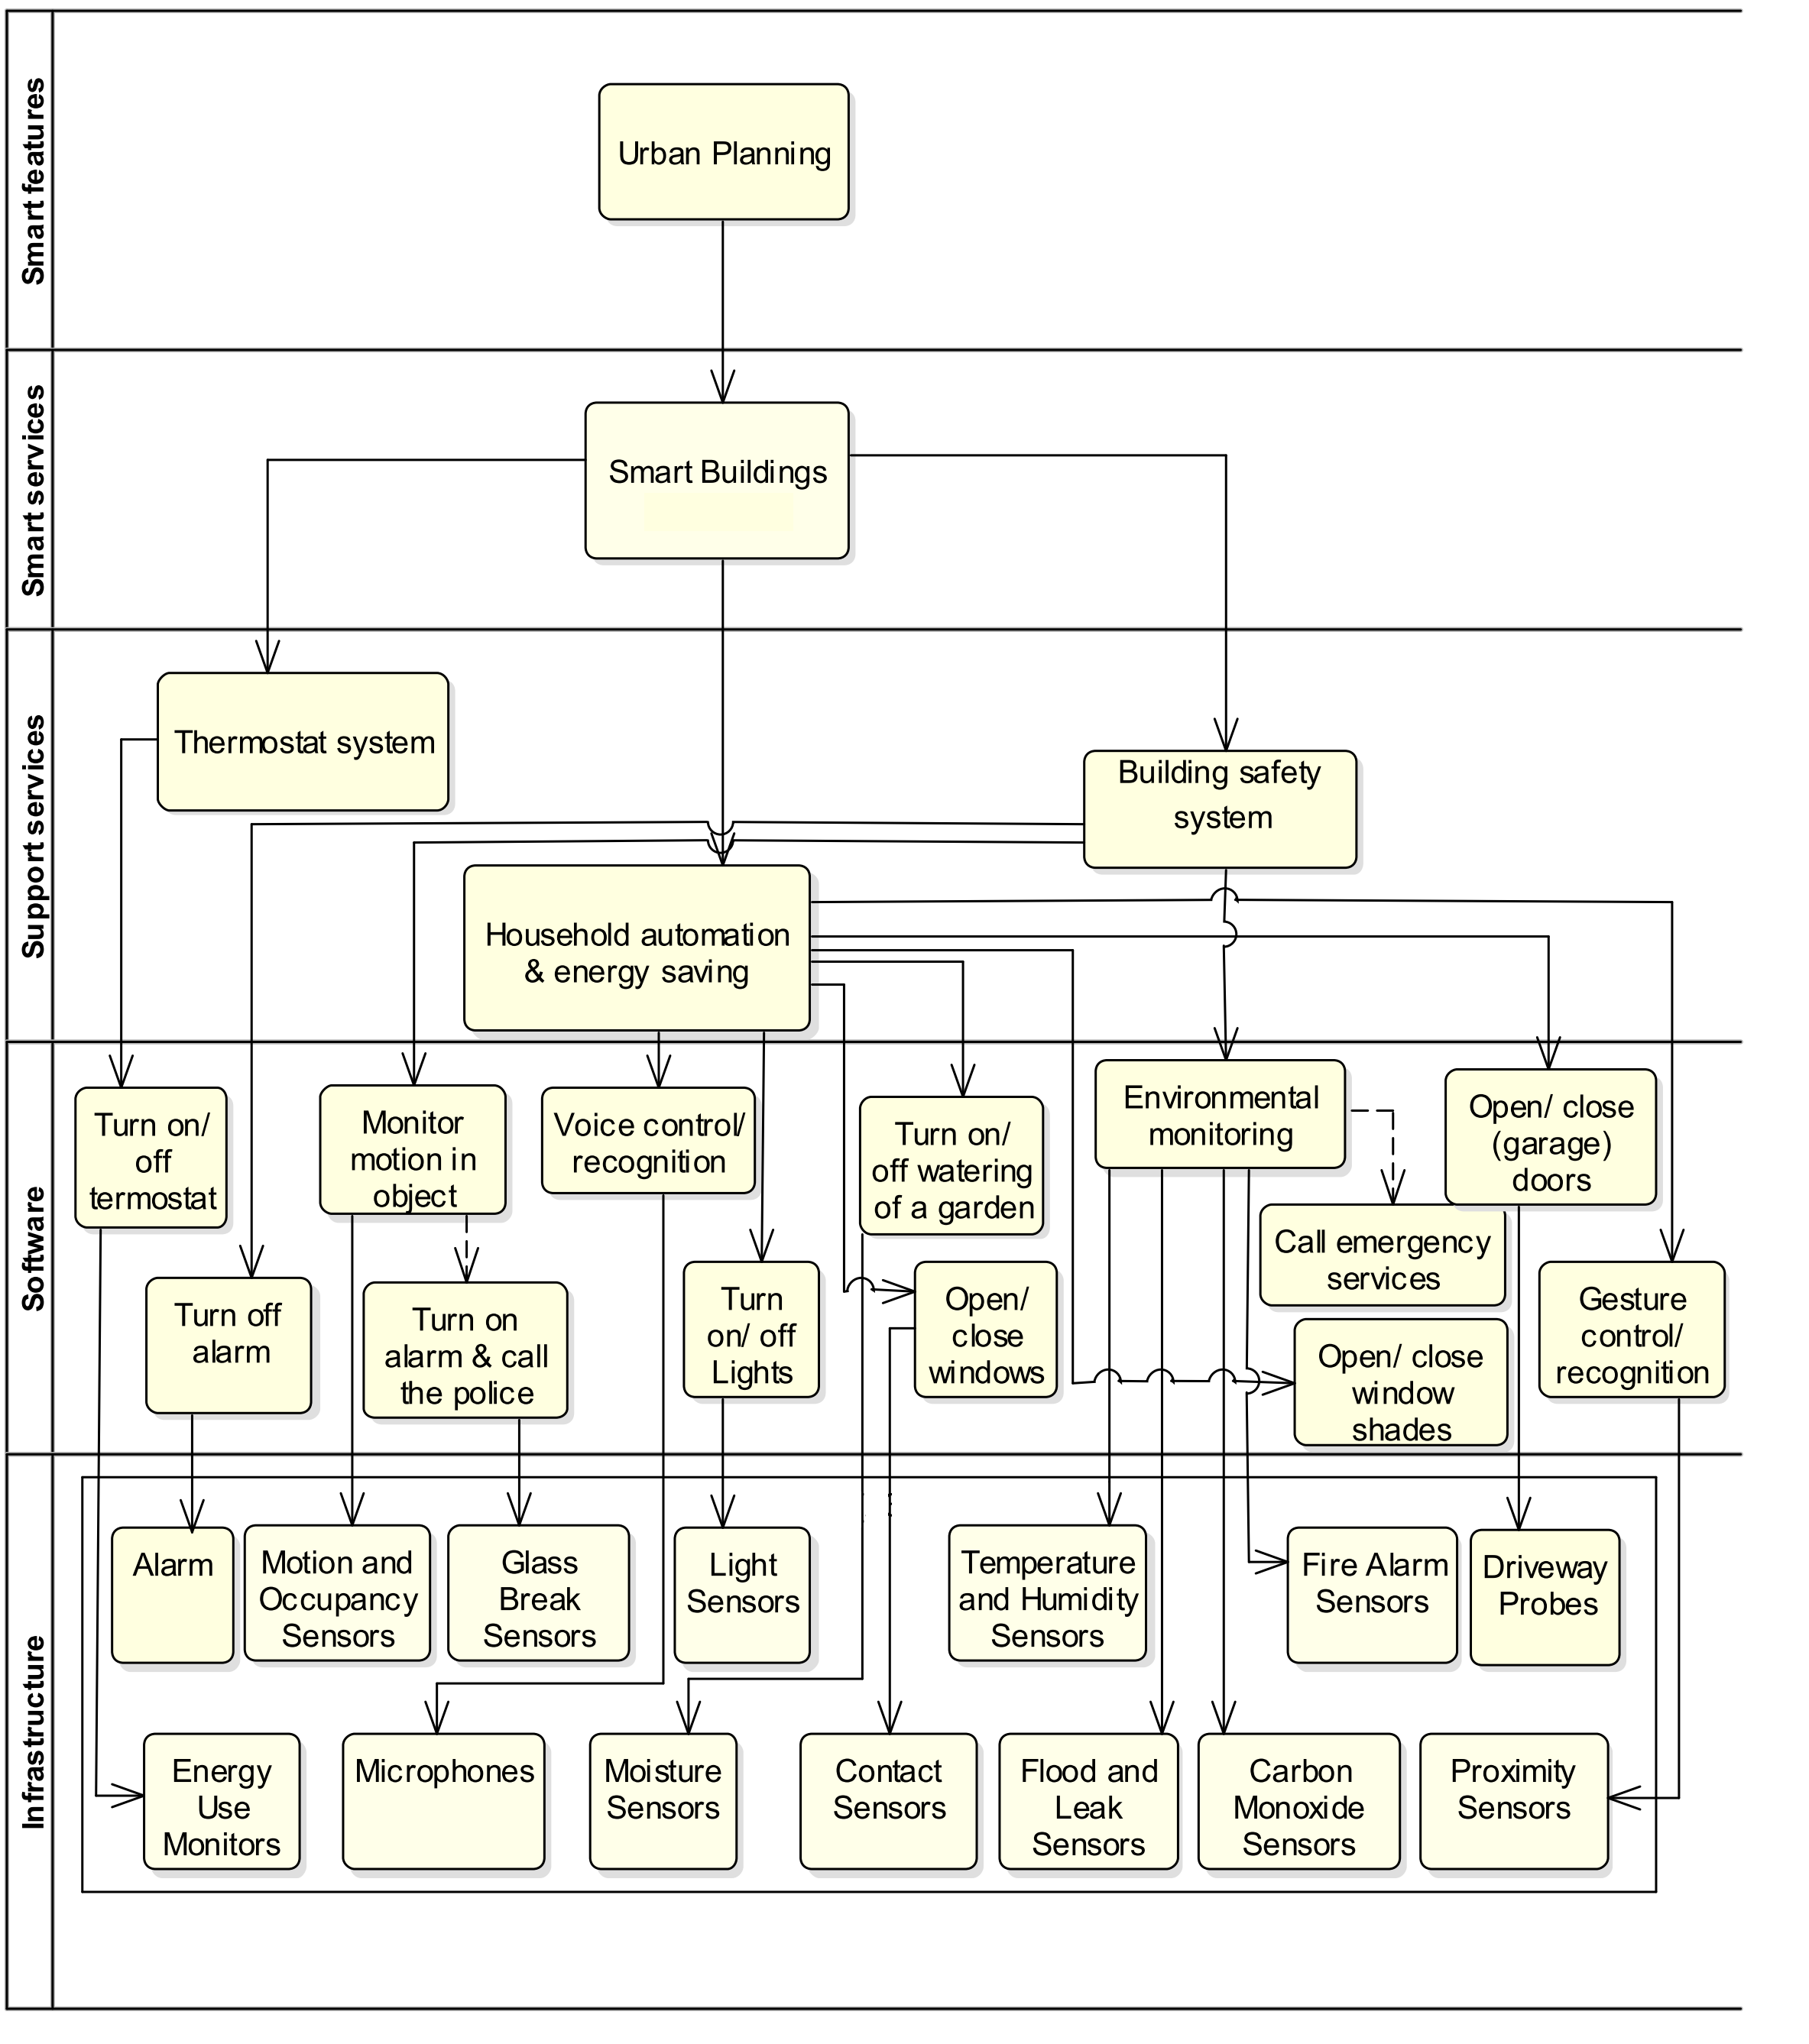 Smart features
Urban Planning
Smart services
Smart Buildings
Support services
Thermostat system
Building safety
system
Household automation
& energy saving
Software
Turn on/
off
termostat
Monitor
motion in
object
Voice control/
recognition
Turn on/
off watering
of a garden
Environmental
monitoring
Open/ close
(garage)
doors
Call emergency
services
Turn off
alarm
Turn on
alarm & call
the police
Turn
on/ off
Lights
Open/
close
windows
Open/ close
window
shades
Gesture
control/
recognition
Infrastructure
Alarm
Motion and
Occupancy
Sensors
Glass
Break
Sensors
Light
Sensors
Temperature
and Humidity
Sensors
Fire Alarm
Sensors
Driveway
Probes
Energy
Use
Monitors
Microphones
Moisture
Sensors
Contact
Sensors
Flood and
Leak
Sensors
Carbon
Monoxide
Sensors
Proximity
Sensors